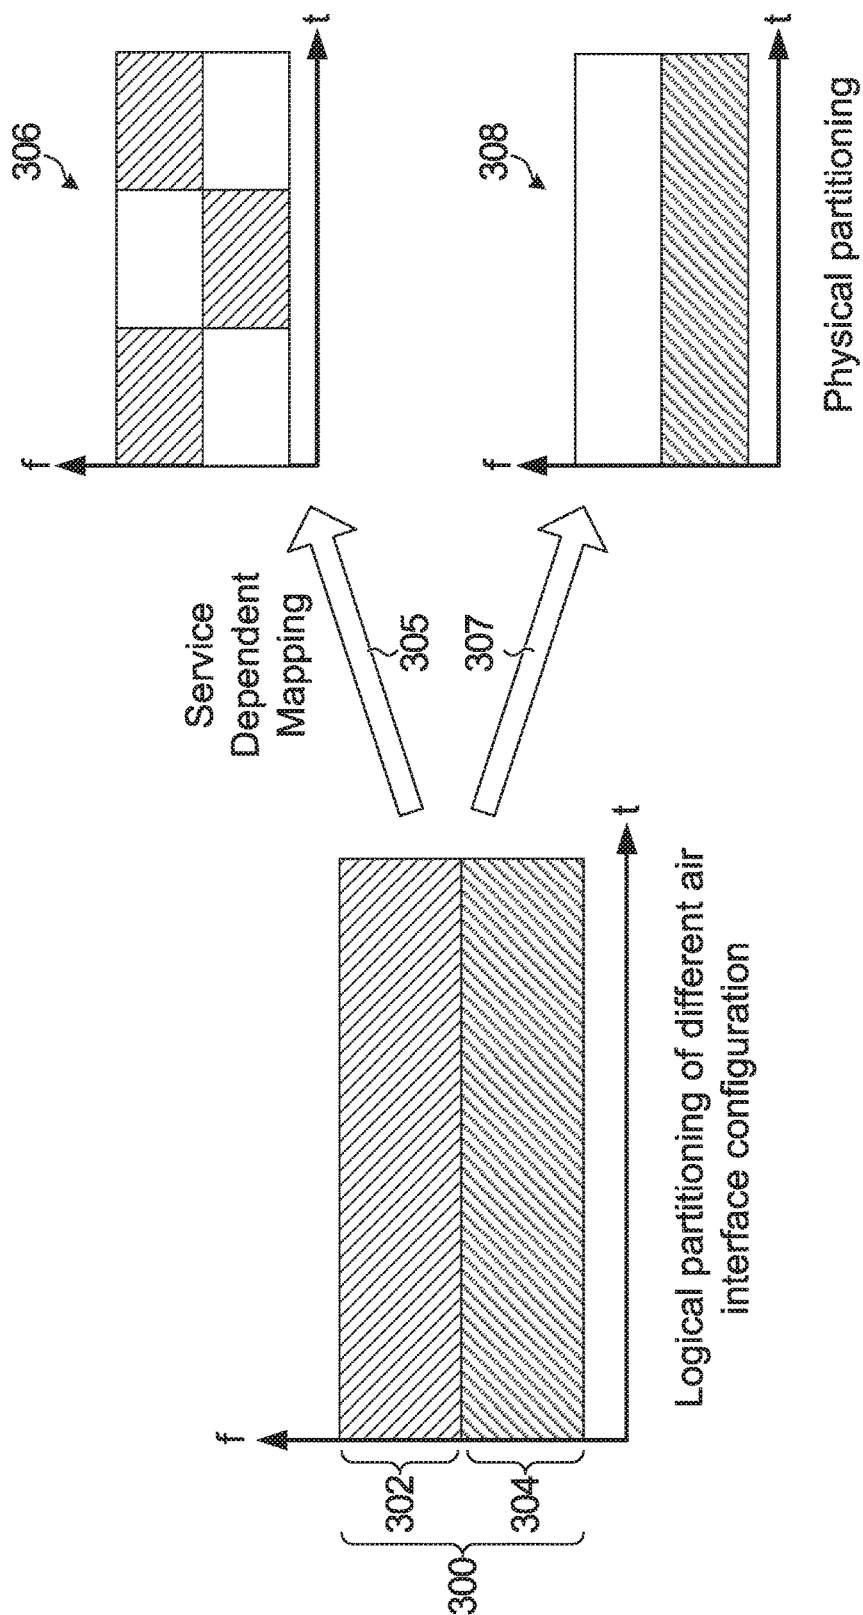 300
302
304
f
t
Logical partitioning of different air
interface configuration
Service
Dependent
Mapping
305
307
306
f
t
308
f
t
Physical partitioning